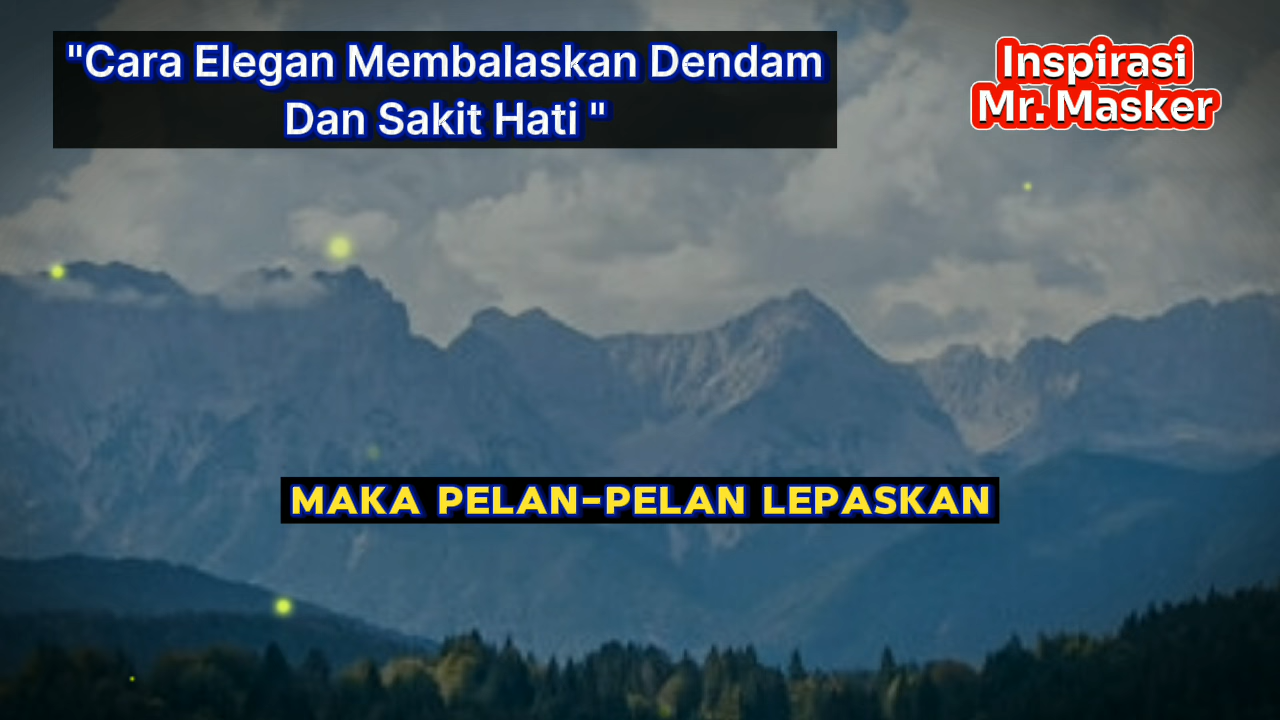 "Cara Elegan Membalaskan Dendam
Dan Sakit Hati "
Inspirasi
Mr. Masker
MAKA PELAN-PELAN LEPASKAN